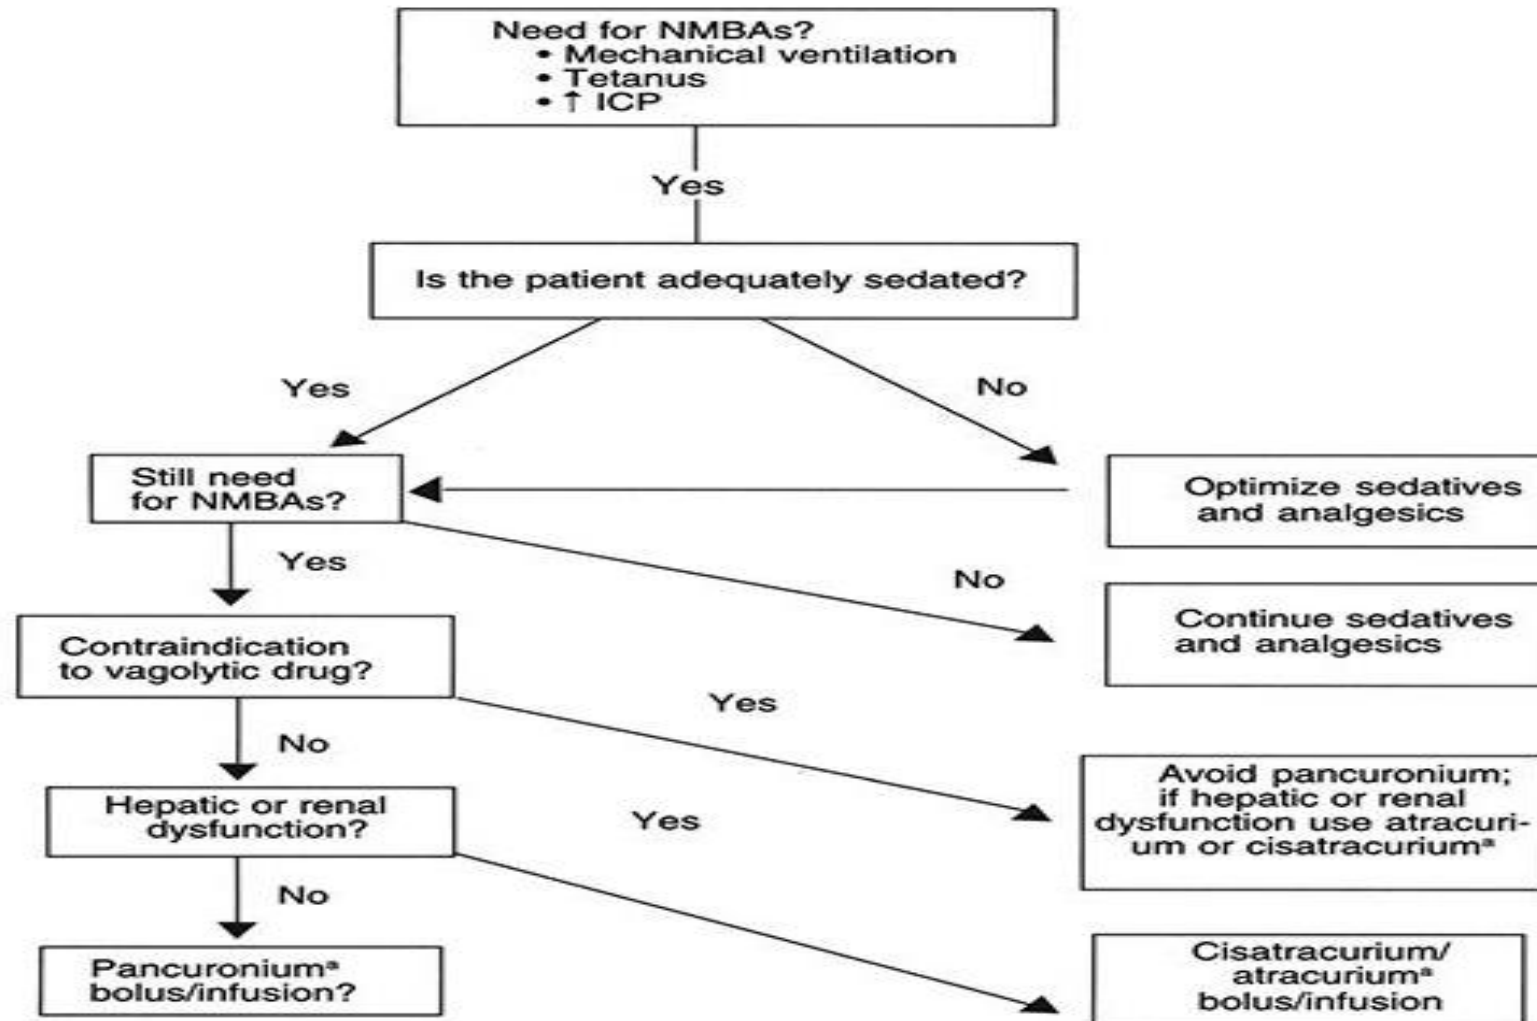 Need for NMBAs?
• Mechanical ventilation
• Tetanus
• ↑ ICP
Yes
Is the patient adequately sedated?
Yes
No
Still need
for NMBAs?
Optimize sedatives
and analgesics
Yes
No
Continue sedatives
and analgesics
Contraindication
to vagolytic drug?
Yes
No
Avoid pancuronium;
if hepatic or renal
dysfunction use atracuri-
um or cisatracuriumᵃ
Hepatic or renal
dysfunction?
Yes
No
Pancuroniumᵃ
bolus/infusion?
Cisatracurium/
atracuriumᵃ
bolus/infusion